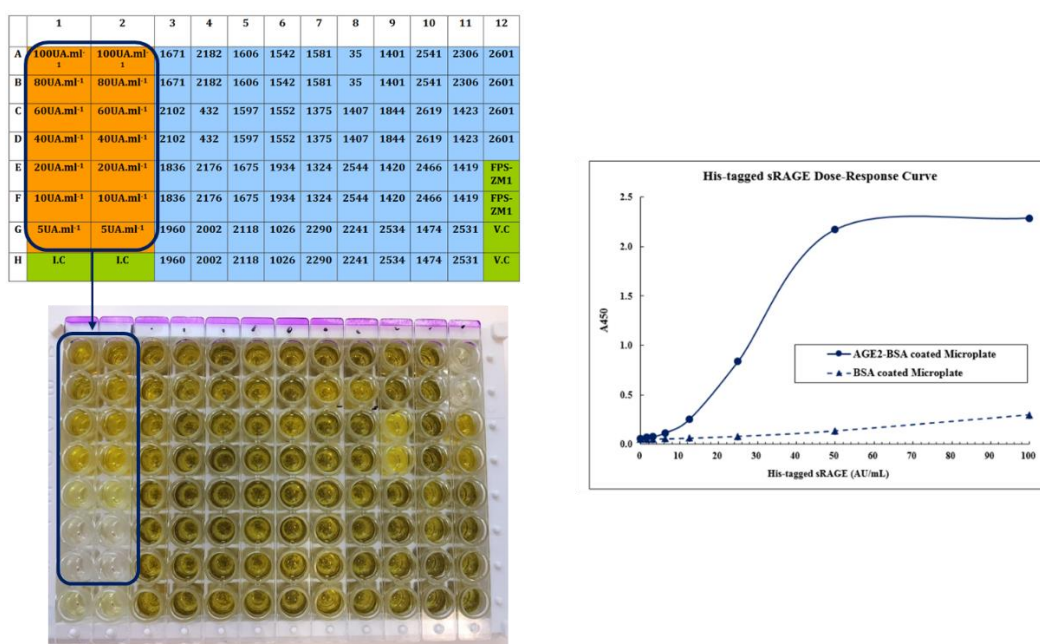 1 2 3 4 5 6 7 8 9 10 11 12
A 100UA.ml-1 100UA.ml-1 1671 2182 1606 1542 1581 35 1401 2541 2306 2601
B 80UA.ml-1 80UA.ml-1 1671 2182 1606 1542 1581 35 1401 2541 2306 2601
C 60UA.ml-1 60UA.ml-1 2102 432 1597 1552 1375 1407 1844 2619 1423 2601
D 40UA.ml-1 40UA.ml-1 2102 432 1597 1552 1375 1407 1844 2619 1423 2601
E 20UA.ml-1 20UA.ml-1 1836 2176 1675 1934 1324 2544 1420 2466 1419 FPS-ZM1
F 10UA.ml-1 10UA.ml-1 1836 2176 1675 1934 1324 2544 1420 2466 1419 FPS-ZM1
G 5UA.ml-1 5UA.ml-1 1960 2002 2118 1026 2290 2241 2534 1474 2531 V.C
H I.C I.C 1960 2002 2118 1026 2290 2241 2534 1474 2531 V.C
His-tagged sRAGE Dose-Response Curve
2.5
2.0
1.5
1.0
0.5
0.0
A450
AGE2-BSA coated Microplate
BSA coated Microplate
0 10 20 30 40 50 60 70 80 90 100
His-tagged sRAGE (AU/mL)